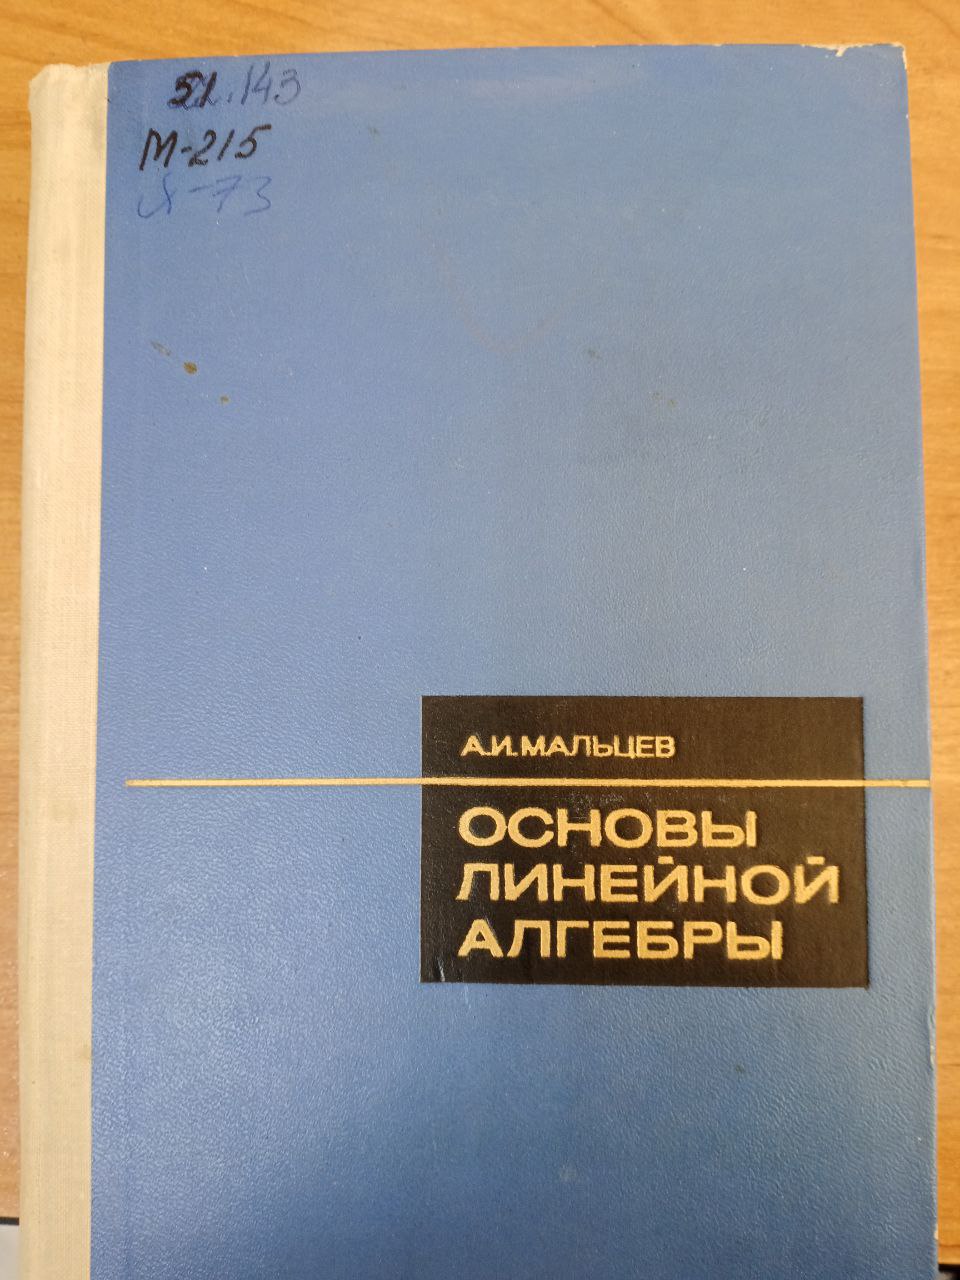 51.143
М-215
я-73
А.И.МАЛЬЦЕВ
ОСНОВЫ
ЛИНЕЙНОЙ
АЛГЕБРЫ